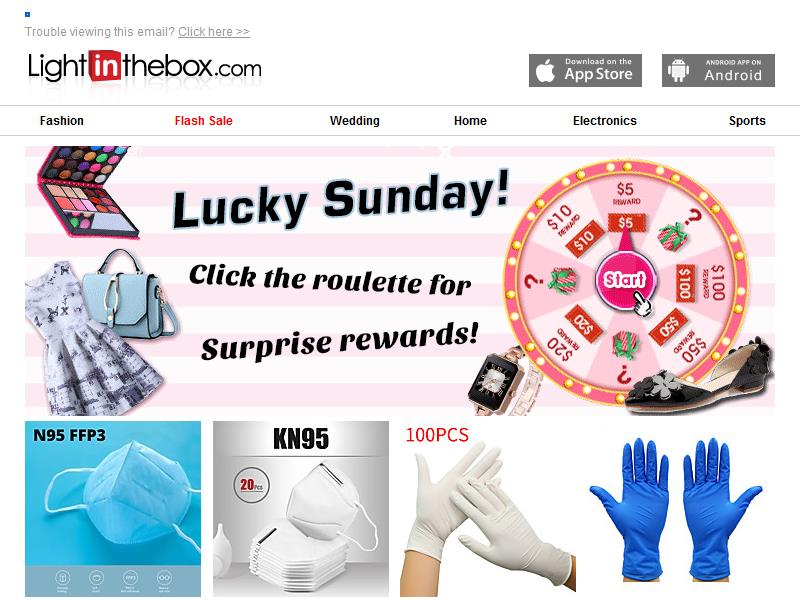 Trouble viewing this email? Click here >>
Lightinthebox.com
Download on the
App Store
ANDROID APP ON
Android
Fashion
Flash Sale
Wedding
Home
Electronics
Sports
Lucky Sunday!
Click the roulette for
Surprise rewards!
$5
REWARD
$5
?
$100
REWARD
$100
$50
REWARD
$50
?
$20
REWARD
$20
?
$10
REWARD
$10
Start
N95 FFP3
KN95
20Pcs
100PCS